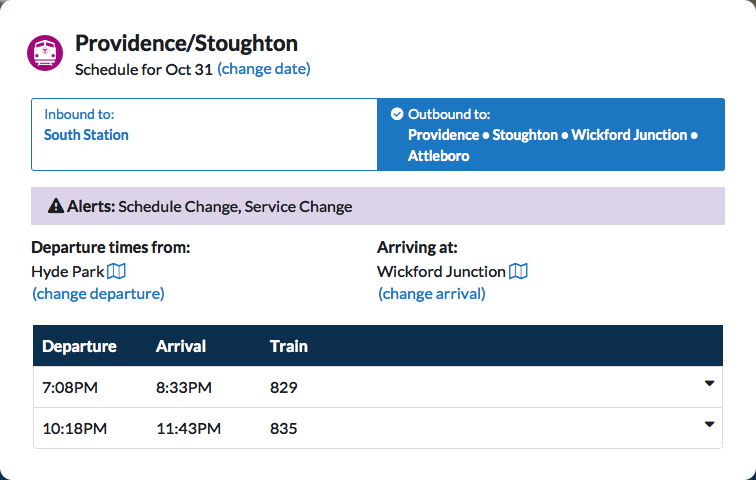 Providence/Stoughton
Schedule for Oct 31 (change date)
Inbound to:
South Station
Outbound to:
Providence • Stoughton • Wickford Junction •
Attleboro
Alerts: Schedule Change, Service Change
Departure times from:
Hyde Park
(change departure)
Arriving at:
Wickford Junction
(change arrival)
Departure Arrival Train
7:08PM 8:33PM 829
10:18PM 11:43PM 835